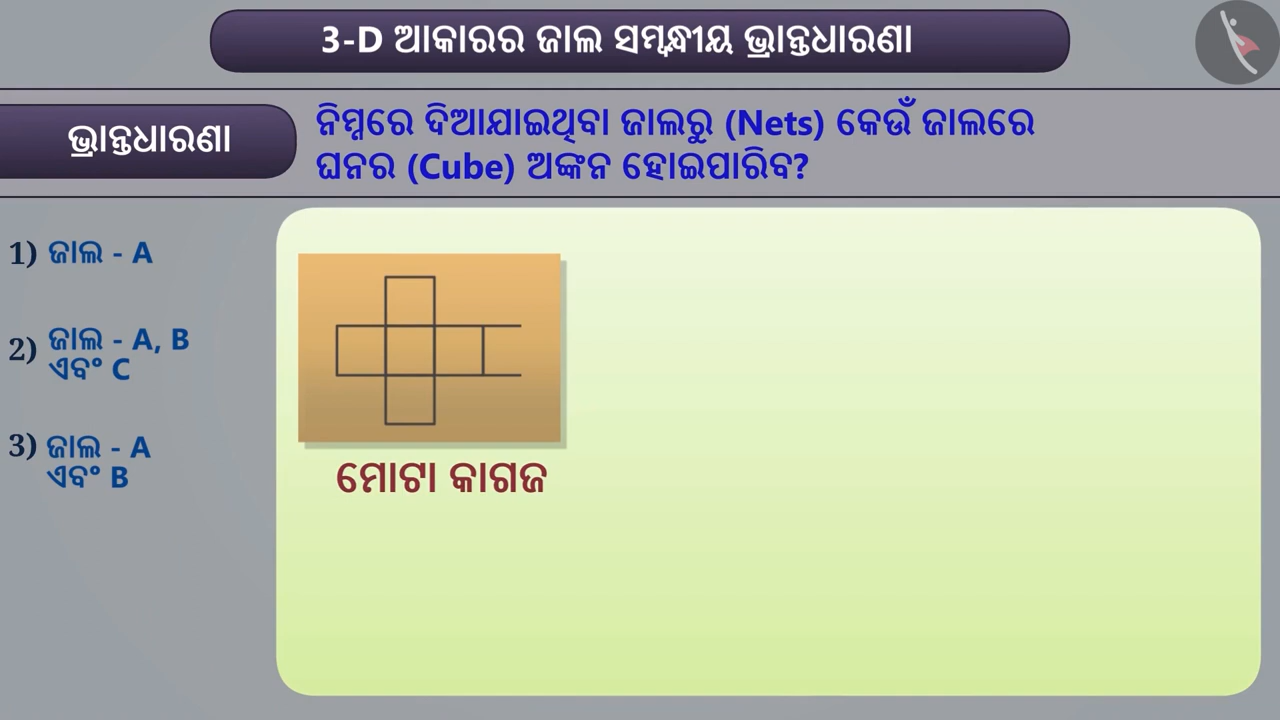 3-D ଆକାରର ଜାଲ ସମ୍ବନ୍ଧୀୟ ଭ୍ରାନ୍ତଧାରଣା
ଭ୍ରାନ୍ତଧାରଣା
ନିମ୍ନରେ ଦିଆଯାଇଥିବା ଜାଲରୁ (Nets) କେଉଁ ଜାଲରେ
ଘନର (Cube) ଅଙ୍କନ ହୋଇପାରିବ?
1) ଜାଲ - A
2) ଜାଲ - A, B
ଏବଂ C
3) ଜାଲ - A
ଏବଂ B
ମୋଟା କାଗଜ